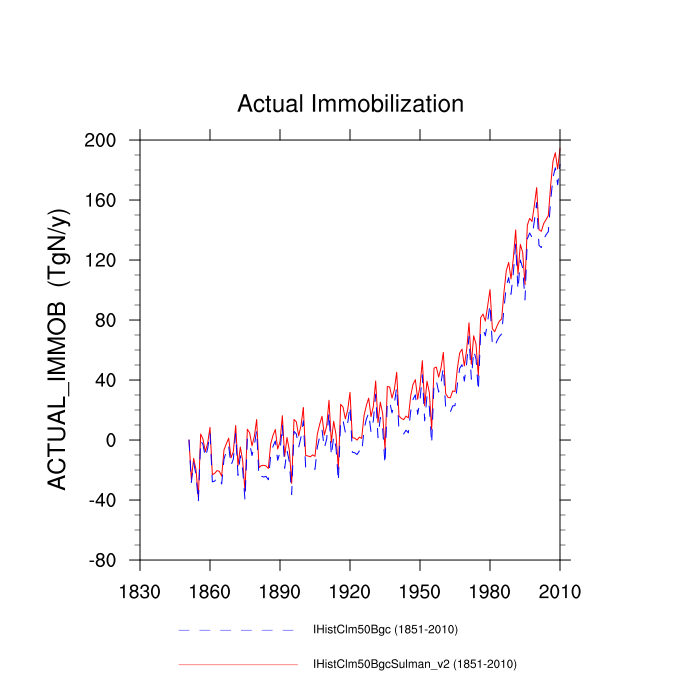 Actual Immobilization
ACTUAL_IMMOB (TgN/y)
200
160
120
80
40
0
-40
-80
1830 1860 1890 1920 1950 1980 2010
IHistClm50Bgc (1851-2010)
IHistClm50BgcSulman_v2 (1851-2010)